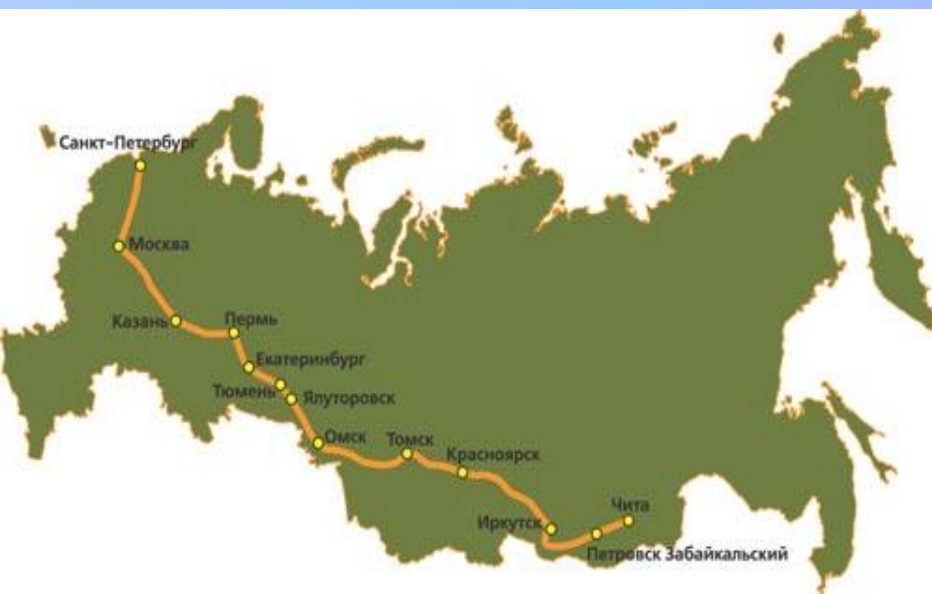 Санкт-Петербург
Москва
Казань
Пермь
Екатеринбург
Тюмень
Ялуторовск
Омск
Томск
Красноярск
Иркутск
Чита
Петровск Забайкальский